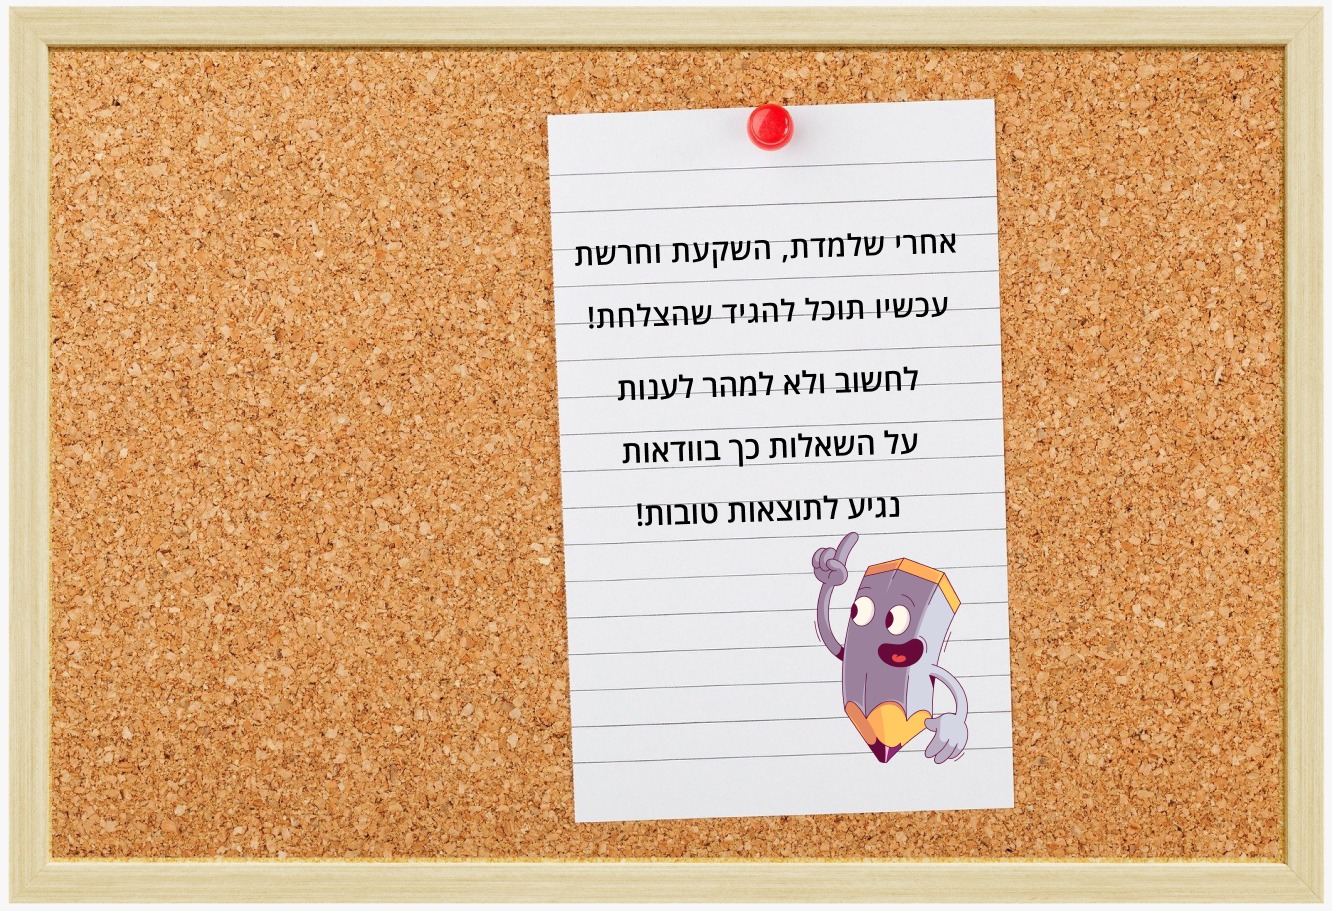 אחרי שלמדת, השקעת וחרשת
עכשיו תוכל להגיד שהצלחת!
לחשוב ולא למהר לענות
על השאלות כך בוודאות
נגיע לתוצאות טובות!